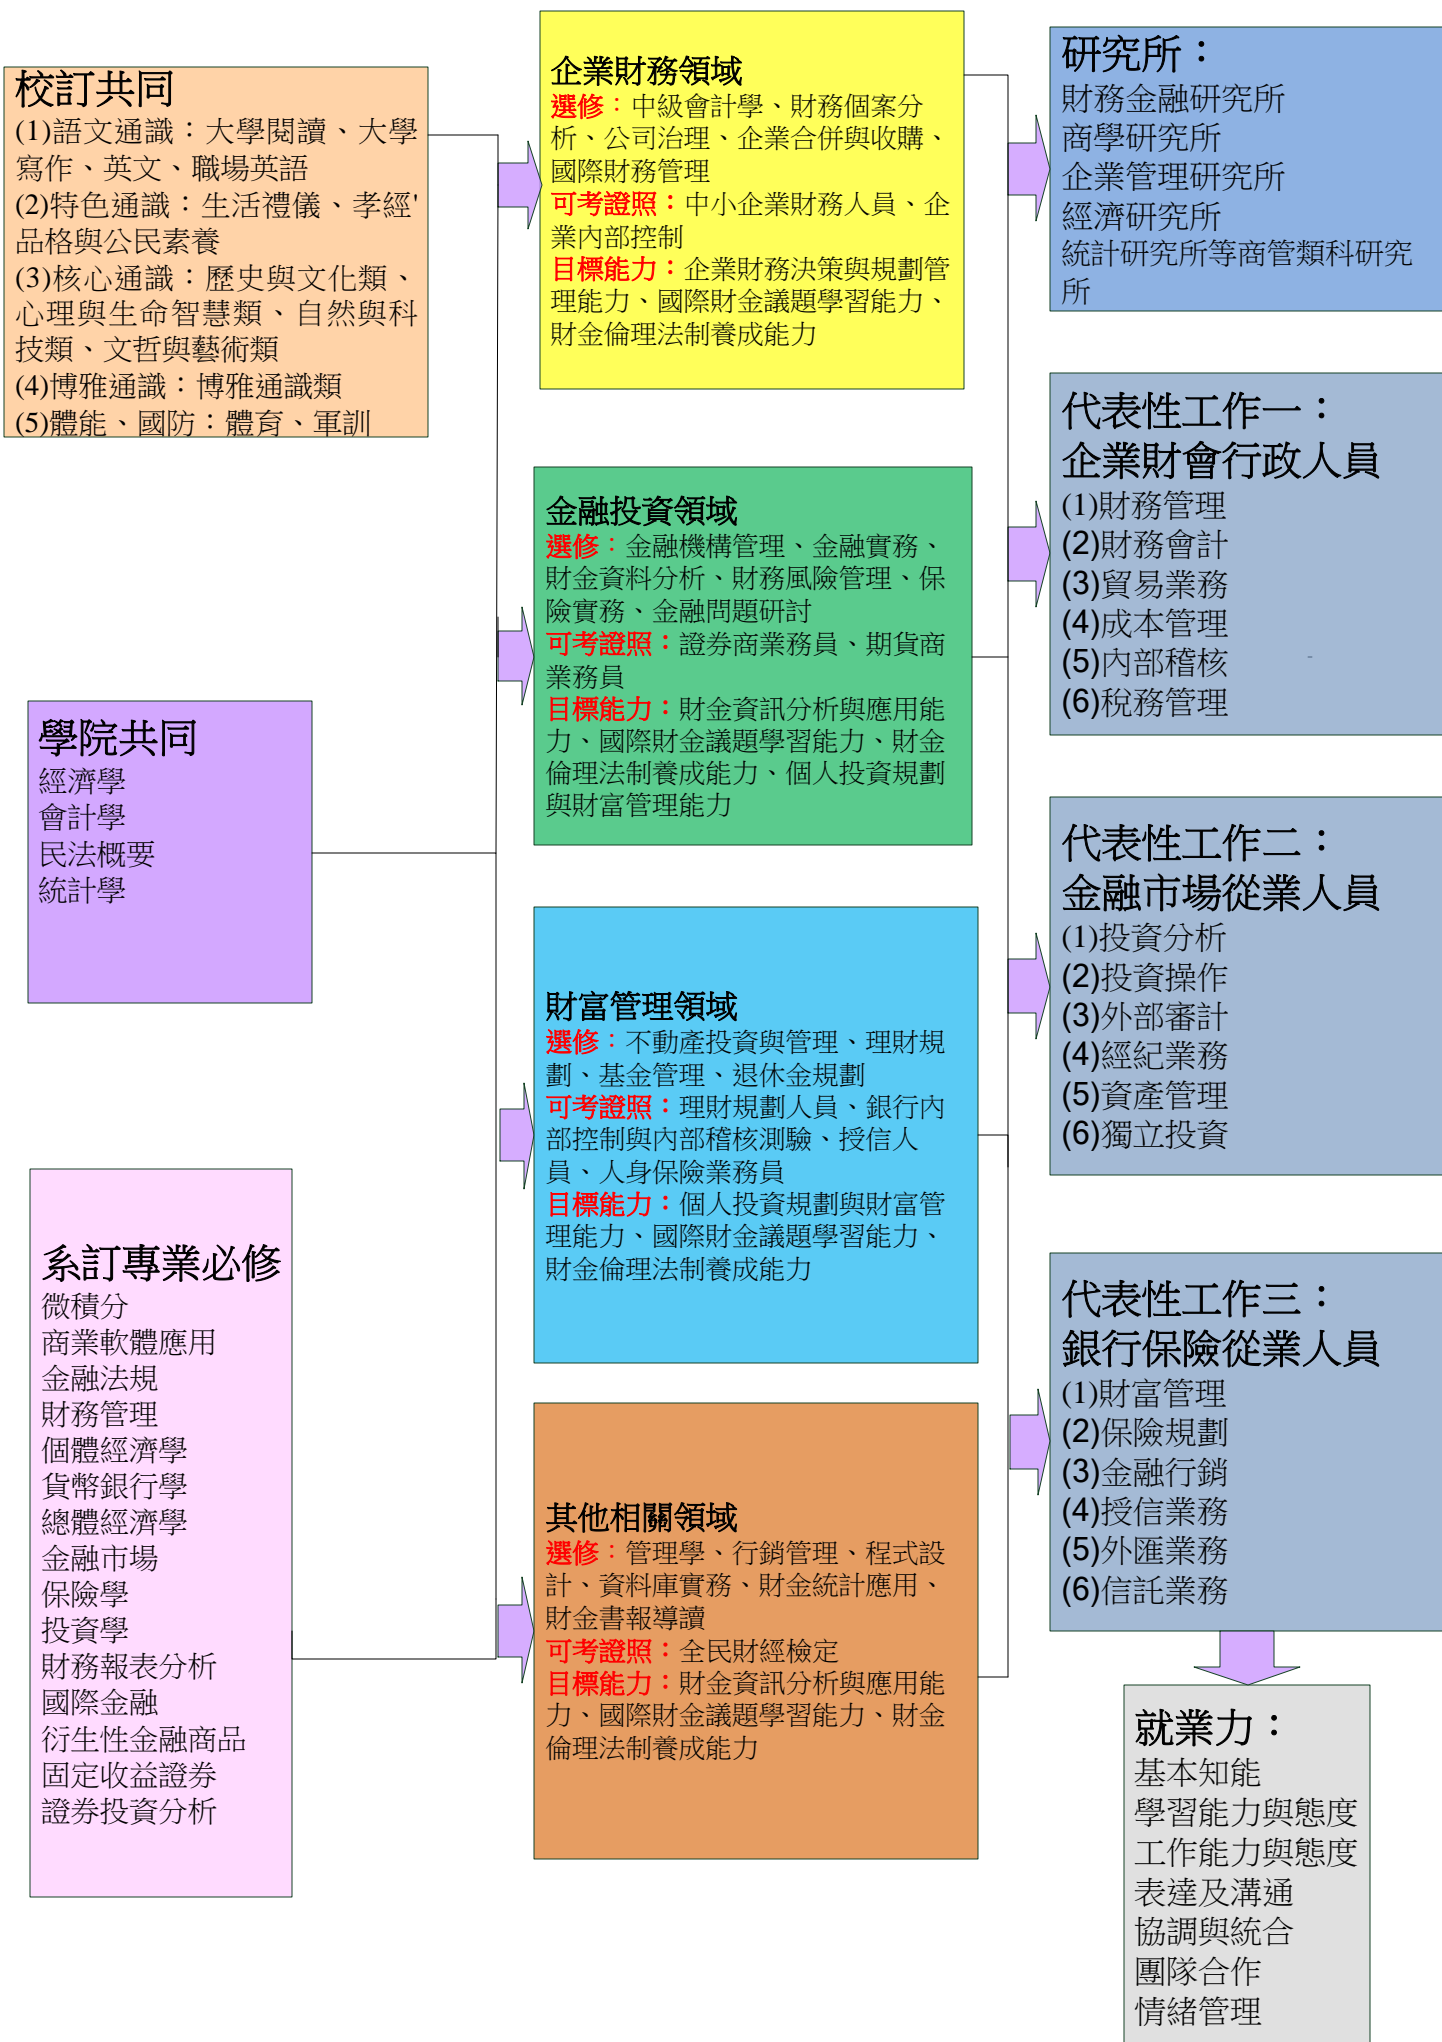 校訂共同
(1)語文通識：大學閱讀、大學
寫作、英文、職場英語
(2)特色通識：生活禮儀、孝經'
品格與公民素養
(3)核心通識：歷史與文化類、
心理與生命智慧類、自然與科
技類、文哲與藝術類
(4)博雅通識：博雅通識類
(5)體能、國防：體育、軍訓
學院共同
經濟學
會計學
民法概要
統計學
系訂專業必修
微積分
商業軟體應用
金融法規
財務管理
個體經濟學
貨幣銀行學
總體經濟學
金融市場
保險學
投資學
財務報表分析
國際金融
衍生性金融商品
固定收益證券
證券投資分析
企業財務領域
選修：中級會計學、財務個案分
析、公司治理、企業合併與收購、
國際財務管理
可考證照：中小企業財務人員、企
業內部控制
目標能力：企業財務決策與規劃管
理能力、國際財金議題學習能力、
財金倫理法制養成能力
金融投資領域
選修：金融機構管理、金融實務、
財金資料分析、財務風險管理、保
險實務、金融問題研討
可考證照：證券商業務員、期貨商
業務員
目標能力：財金資訊分析與應用能
力、國際財金議題學習能力、財金
倫理法制養成能力、個人投資規劃
與財富管理能力
財富管理領域
選修：不動產投資與管理、理財規
劃、基金管理、退休金規劃
可考證照：理財規劃人員、銀行內
部控制與內部稽核測驗、授信人
員、人身保險業務員
目標能力：個人投資規劃與財富管
理能力、國際財金議題學習能力、
財金倫理法制養成能力
其他相關領域
選修：管理學、行銷管理、程式設
計、資料庫實務、財金統計應用、
財金書報導讀
可考證照：全民財經檢定
目標能力：財金資訊分析與應用能
力、國際財金議題學習能力、財金
倫理法制養成能力
研究所：
財務金融研究所
商學研究所
企業管理研究所
經濟研究所
統計研究所等商管類科研究
所
代表性工作一：
企業財會行政人員
(1)財務管理
(2)財務會計
(3)貿易業務
(4)成本管理
(5)內部稽核
(6)稅務管理
代表性工作二：
金融市場從業人員
(1)投資分析
(2)投資操作
(3)外部審計
(4)經紀業務
(5)資產管理
(6)獨立投資
代表性工作三：
銀行保險從業人員
(1)財富管理
(2)保險規劃
(3)金融行銷
(4)授信業務
(5)外匯業務
(6)信託業務
就業力：
基本知能
學習能力與態度
工作能力與態度
表達及溝通
協調與統合
團隊合作
情緒管理